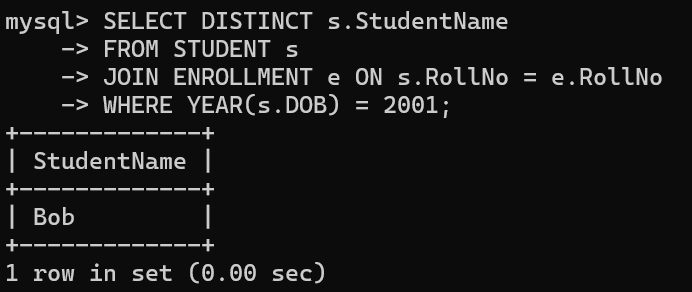 mysql> SELECT DISTINCT s.StudentName
    -> FROM STUDENT s
    -> JOIN ENROLLMENT e ON s.RollNo = e.RollNo
    -> WHERE YEAR(s.DOB) = 2001;
+-------------+
| StudentName |
+-------------+
| Bob         |
+-------------+
1 row in set (0.00 sec)